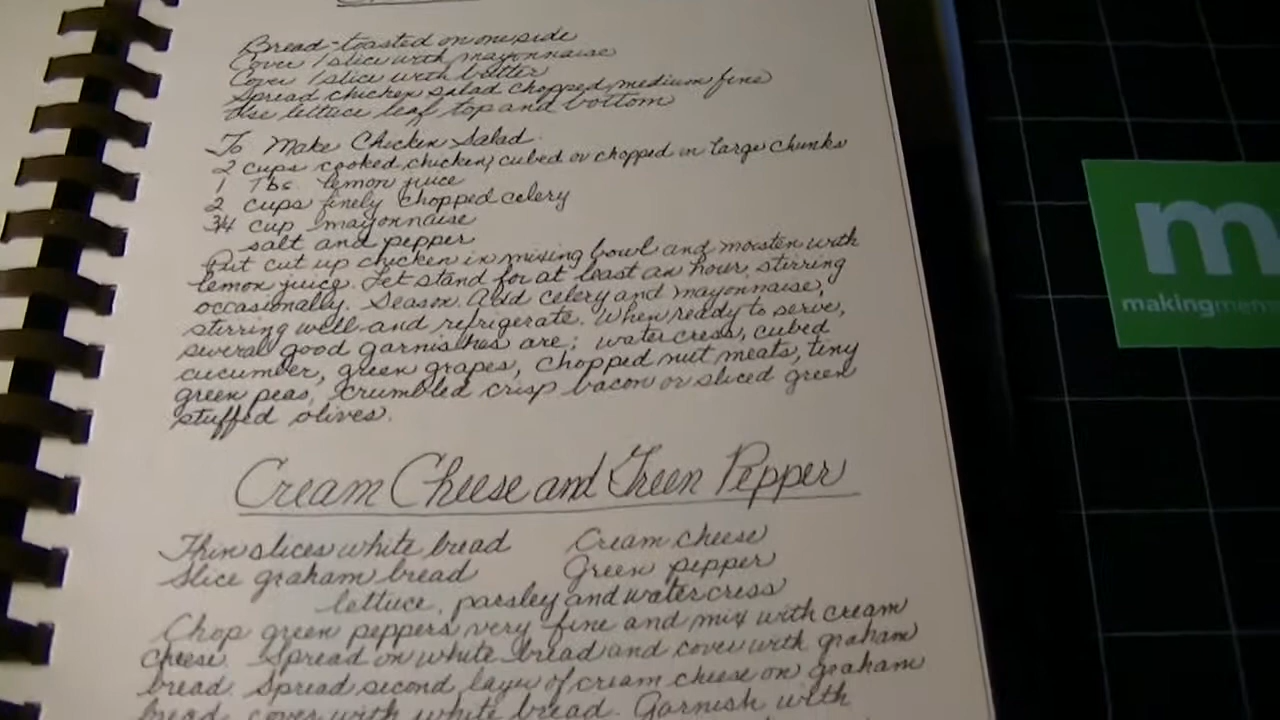 Bread-toasted on one side
Cover 1 slice with mayonnaise
Cover 1 slice with butter
Spread chicken salad chopped medium fine
Use lettuce leaf top and bottom
To Make Chicken Salad.
2 cups cooked chicken, cubed or chopped in large chunks
1 Tbs lemon juice
2 cups finely chopped celery
3/4 cup mayonnaise
salt and pepper
Put cut up chicken in mixing bowl and moisten with
lemon juice. Let stand for at least an hour, stirring
occasionally. Season. Add celery and mayonnaise,
stirring well and refrigerate. When ready to serve,
several good garnishes are; water cress, cubed
cucumber, green grapes, chopped nut meats, tiny
green peas, crumbled crisp bacon or sliced green
stuffed olives.
Cream Cheese and Green Pepper
Thin slices white bread Cream cheese
Slice graham bread Green pepper
lettuce, parsley and watercress
Chop green peppers very fine and mix with cream
cheese. Spread on white bread and cover with graham
bread. Spread second layer of cream cheese on graham
bread, cover with white bread. Garnish with
m
makingmem